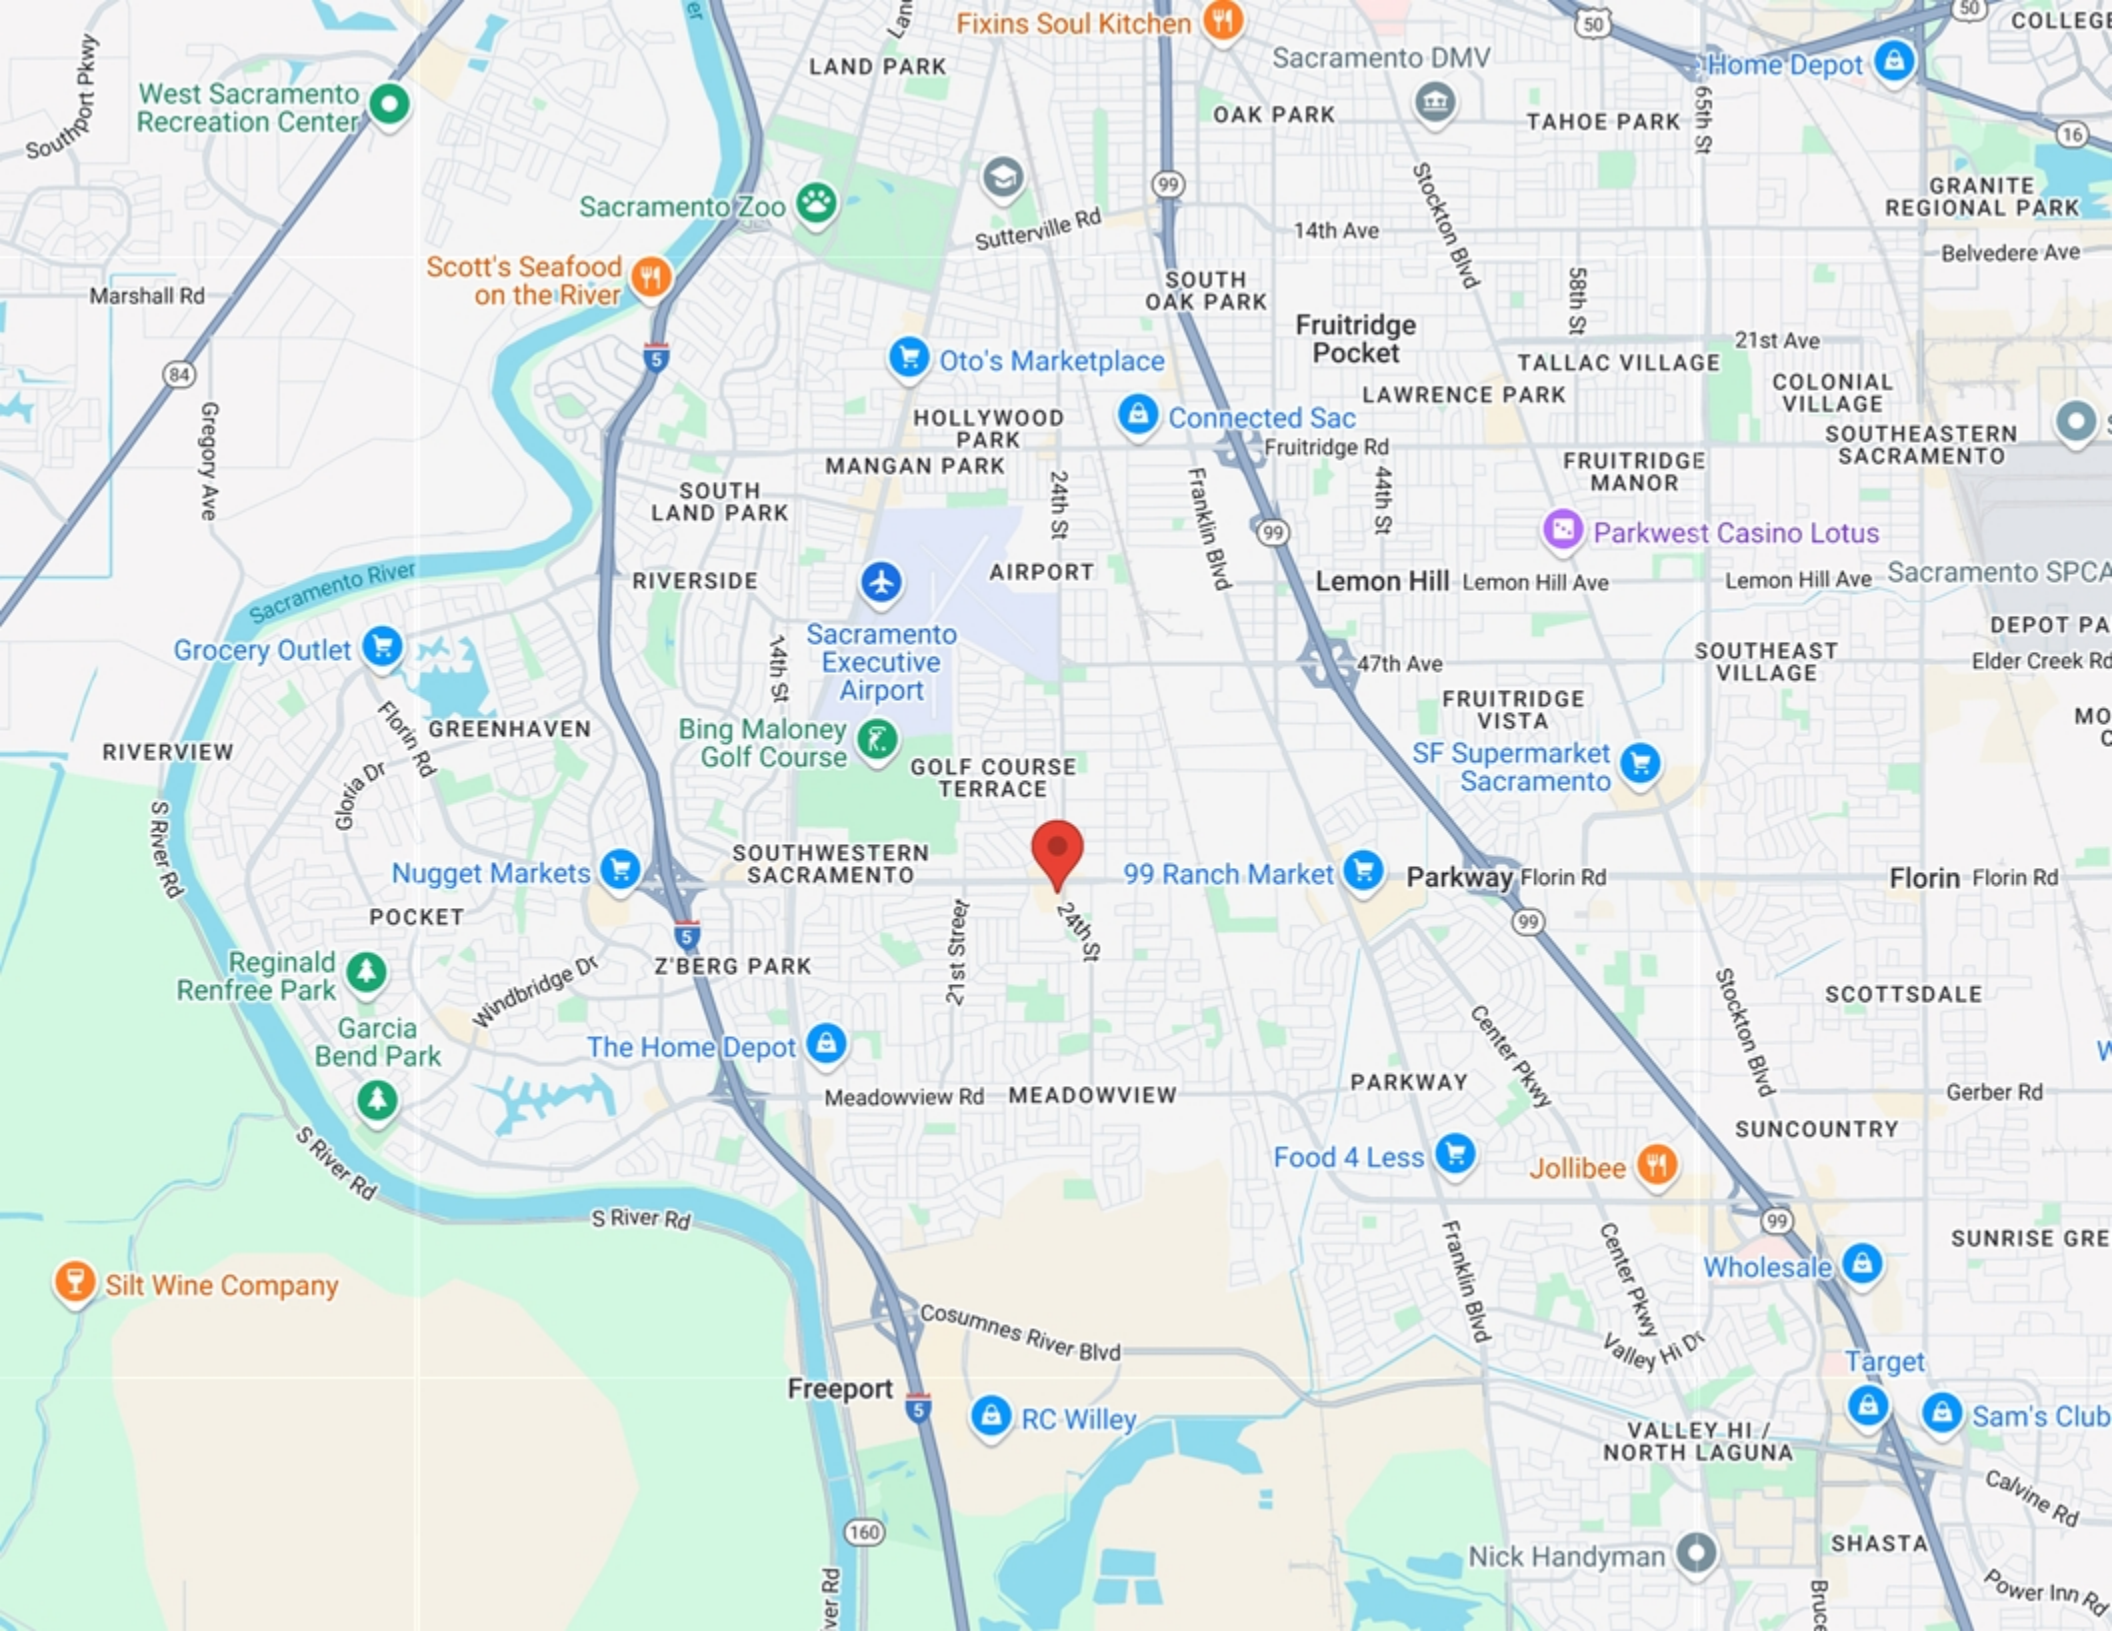 er
Fixins Soul Kitchen
50
50
COLLEGE
Southport Pkwy
West Sacramento
Recreation Center
LAND PARK
Lan
Sacramento DMV
Home Depot
OAK PARK
TAHOE PARK
65th St
16
Sacramento Zoo
99
Sutterville Rd
14th Ave
Stockton Blvd
GRANITE
REGIONAL PARK
Belvedere Ave
Scott's Seafood
on the River
Marshall Rd
SOUTH
OAK PARK
58th St
Fruitridge
Pocket
21st Ave
5
84
Oto's Marketplace
TALLAC VILLAGE
LAWRENCE PARK
COLONIAL
VILLAGE
Gregory Ave
HOLLYWOOD
PARK
Connected Sac
Fruitridge Rd
SOUTHEASTERN
SACRAMENTO
S
MANGAN PARK
FRUITRIDGE
MANOR
SOUTH
LAND PARK
24th St
Franklin Blvd
44th St
99
Parkwest Casino Lotus
Sacramento River
RIVERSIDE
AIRPORT
Lemon Hill
Lemon Hill Ave
Lemon Hill Ave
Sacramento SPCA
DEPOT PA
Grocery Outlet
14th St
Sacramento
Executive
Airport
47th Ave
SOUTHEAST
VILLAGE
Elder Creek Rd
Florin Rd
GREENHAVEN
Bing Maloney
Golf Course
FRUITRIDGE
VISTA
MO
C
RIVERVIEW
Gloria Dr
GOLF COURSE
TERRACE
SF Supermarket
Sacramento
S River Rd
Nugget Markets
SOUTHWESTERN
SACRAMENTO
99 Ranch Market
Parkway
Florin Rd
Florin
Florin Rd
POCKET
5
21st Street
24th St
99
Reginald
Renfree Park
Windbridge Dr
Z'BERG PARK
Stockton Blvd
SCOTTSDALE
Garcia
Bend Park
The Home Depot
Center Pkwy
W
Meadowview Rd
MEADOWVIEW
PARKWAY
Gerber Rd
S River Rd
SUNCOUNTRY
Food 4 Less
Jollibee
S River Rd
99
SUNRISE GRE
Silt Wine Company
Franklin Blvd
Center Pkwy
Wholesale
Cosumnes River Blvd
Valley Hi Dr
Target
Freeport
5
RC Willey
Sam's Club
VALLEY HI /
NORTH LAGUNA
Calvine Rd
160
Nick Handyman
SHASTA
ver Rd
Bruce
Power Inn Rd